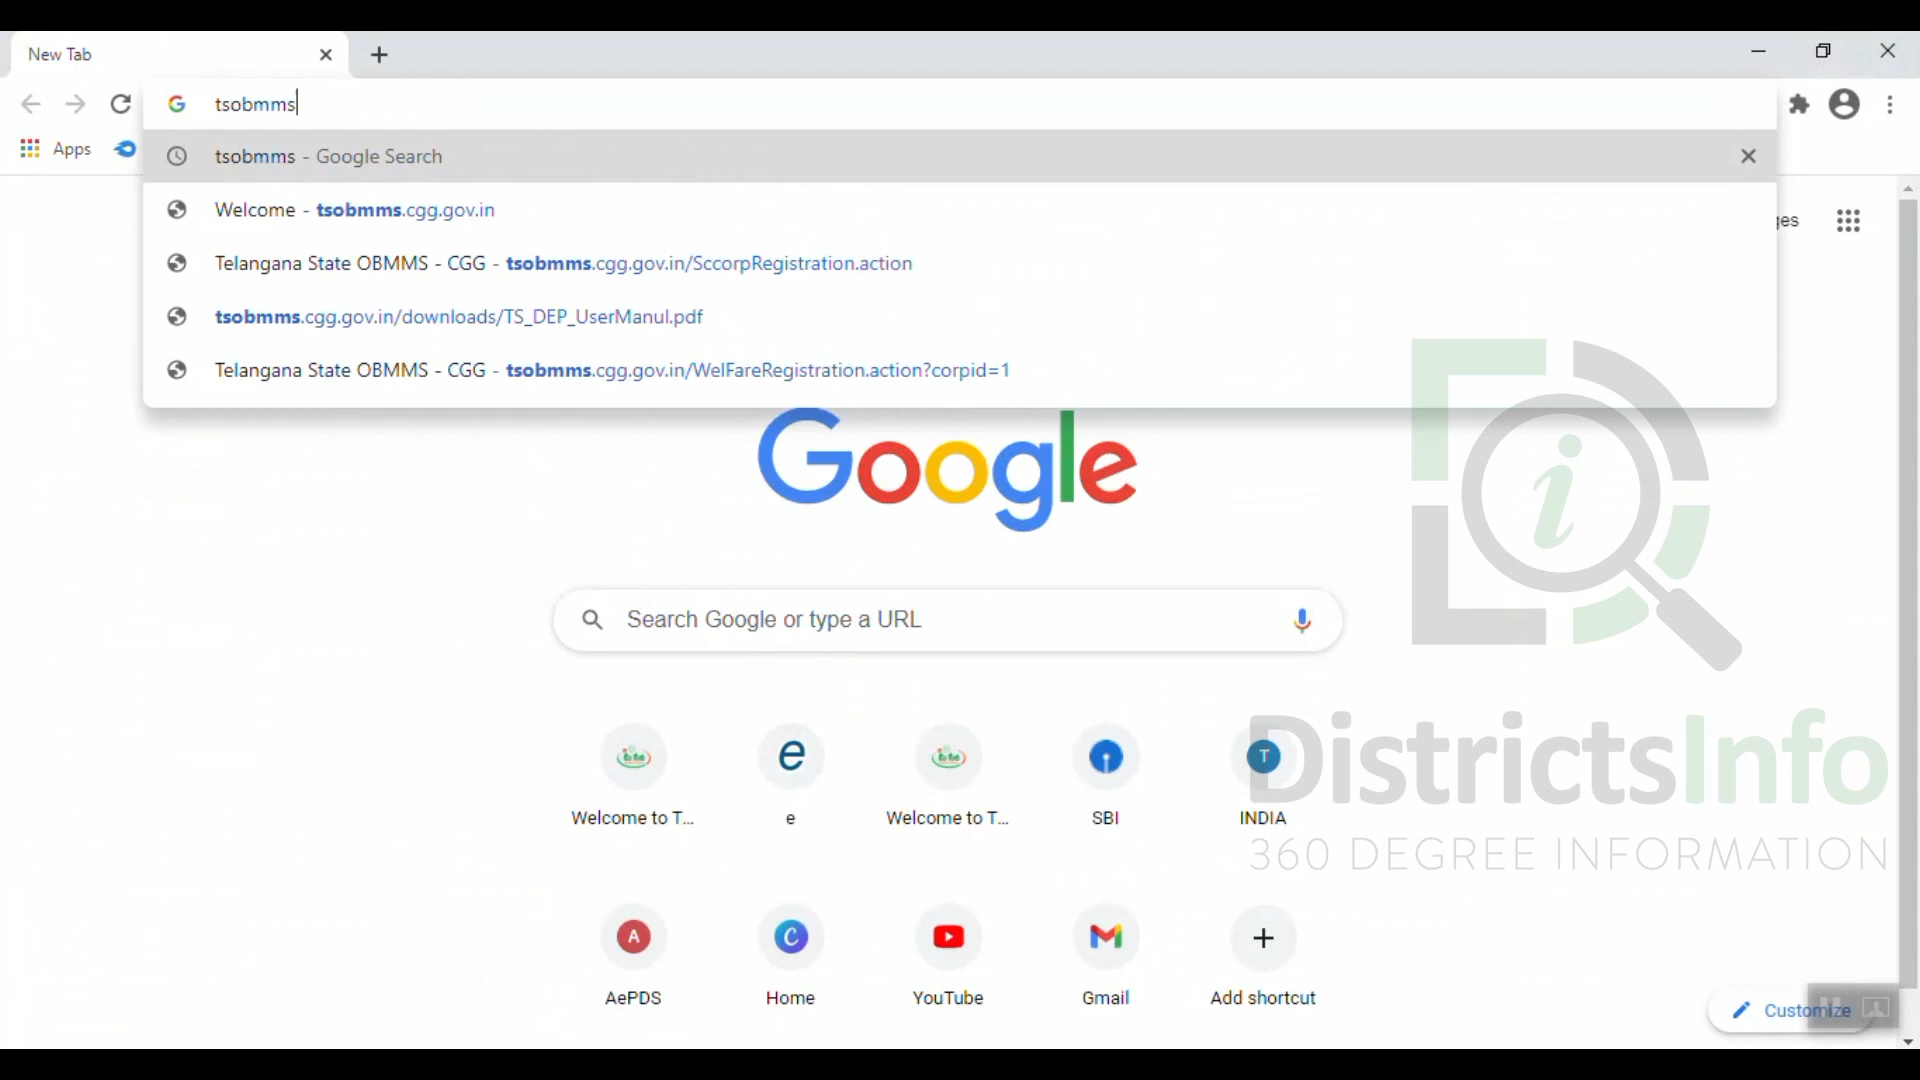 New Tab
tsobmms
Apps
tsobmms - Google Search
Welcome - tsobmms.cgg.gov.in
Telangana State OBMMS - CGG - tsobmms.cgg.gov.in/SccorpRegistration.action
tsobmms.cgg.gov.in/downloads/TS_DEP_UserManul.pdf
Telangana State OBMMS - CGG - tsobmms.cgg.gov.in/WelFareRegistration.action?corpid=1
Google
Search Google or type a URL
Welcome to T...
e
Welcome to T...
SBI
T
INDIA
DistrictsInfo
360 DEGREE INFORMATION
A
AePDS
C
Home
YouTube
Gmail
Add shortcut
Customize